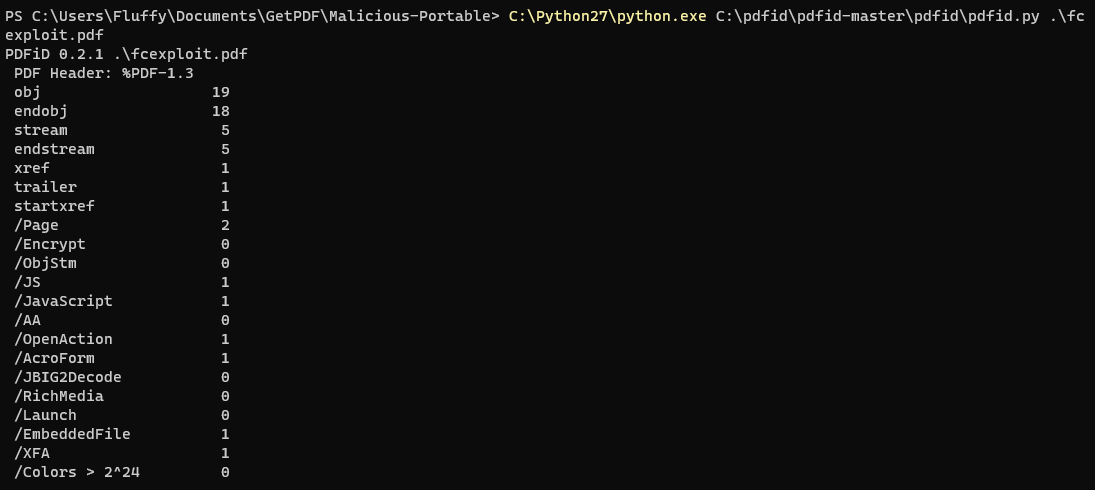 PS C:\Users\Fluffy\Documents\GetPDF\Malicious-Portable> C:\Python27\python.exe C:\pdfid\pdfid-master\pdfid\pdfid.py .\fc
exploit.pdf
PDFiD 0.2.1 .\fcexploit.pdf
 PDF Header: %PDF-1.3
 obj                   19
 endobj                18
 stream                 5
 endstream              5
 xref                   1
 trailer                1
 startxref              1
 /Page                  2
 /Encrypt               0
 /ObjStm                0
 /JS                    1
 /JavaScript            1
 /AA                    0
 /OpenAction            1
 /AcroForm              1
 /JBIG2Decode           0
 /RichMedia             0
 /Launch                0
 /EmbeddedFile          1
 /XFA                   1
 /Colors > 2^24         0